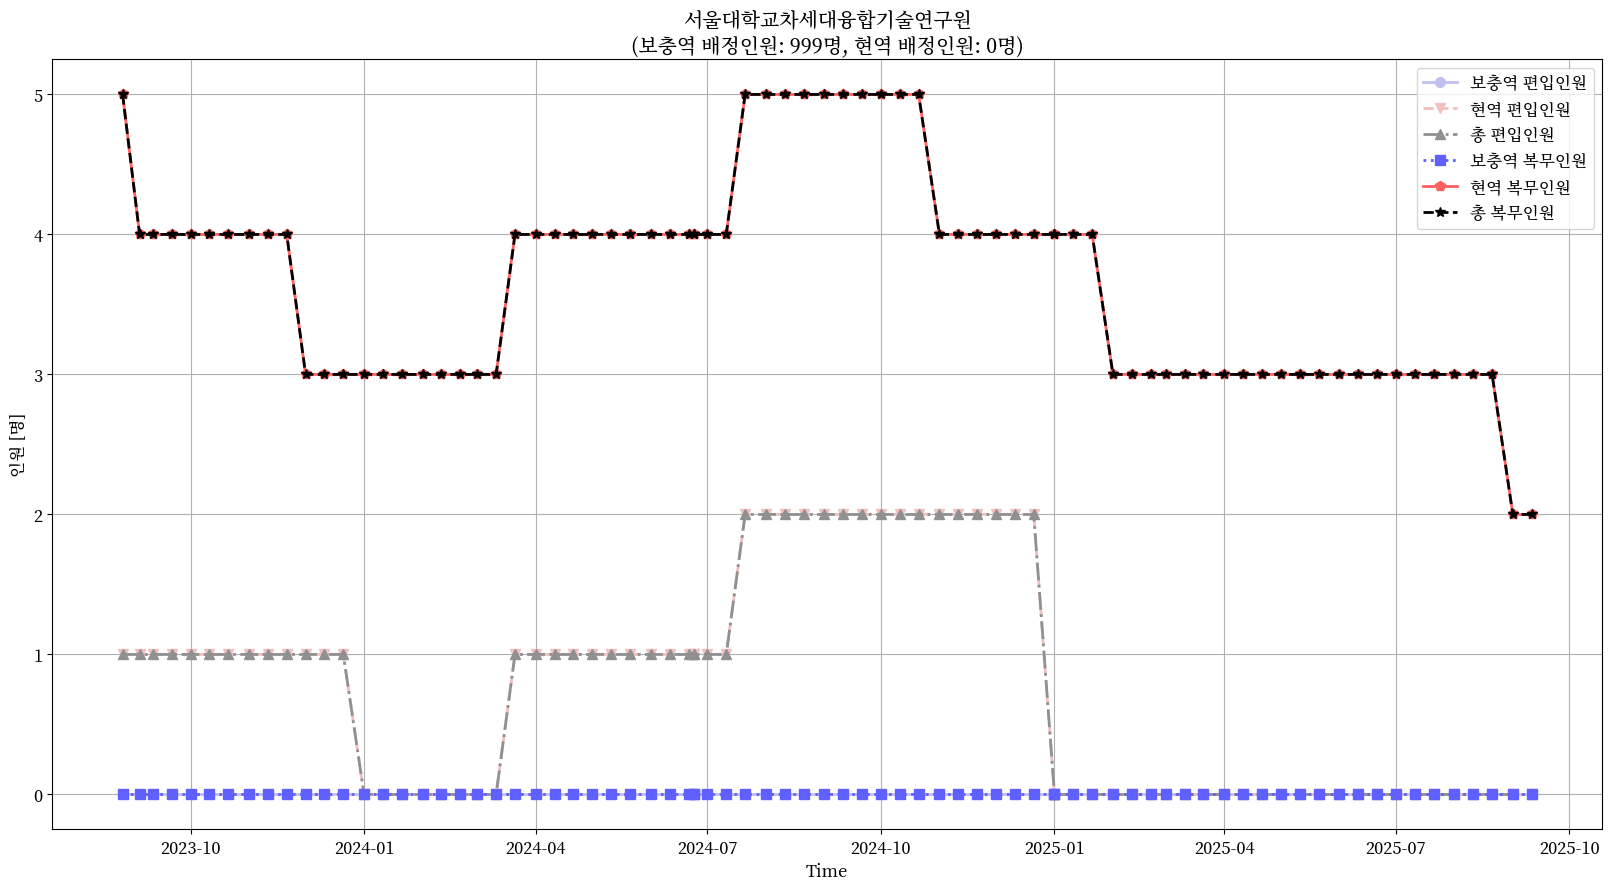 서울대학교차세대융합기술연구원
(보충역 배정인원: 999명, 현역 배정인원: 0명)
보충역 편입인원
현역 편입인원
총 편입인원
보충역 복무인원
현역 복무인원
총 복무인원
인원 [명]
5
4
3
2
1
0
2023-10
2024-01
2024-04
2024-07
2024-10
2025-01
2025-04
2025-07
2025-10
Time